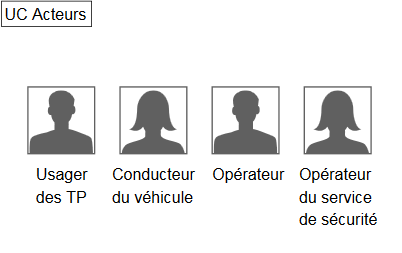 UC Acteurs
Usager
des TP
Conducteur
du véhicule
Opérateur
Opérateur
du service
de sécurité